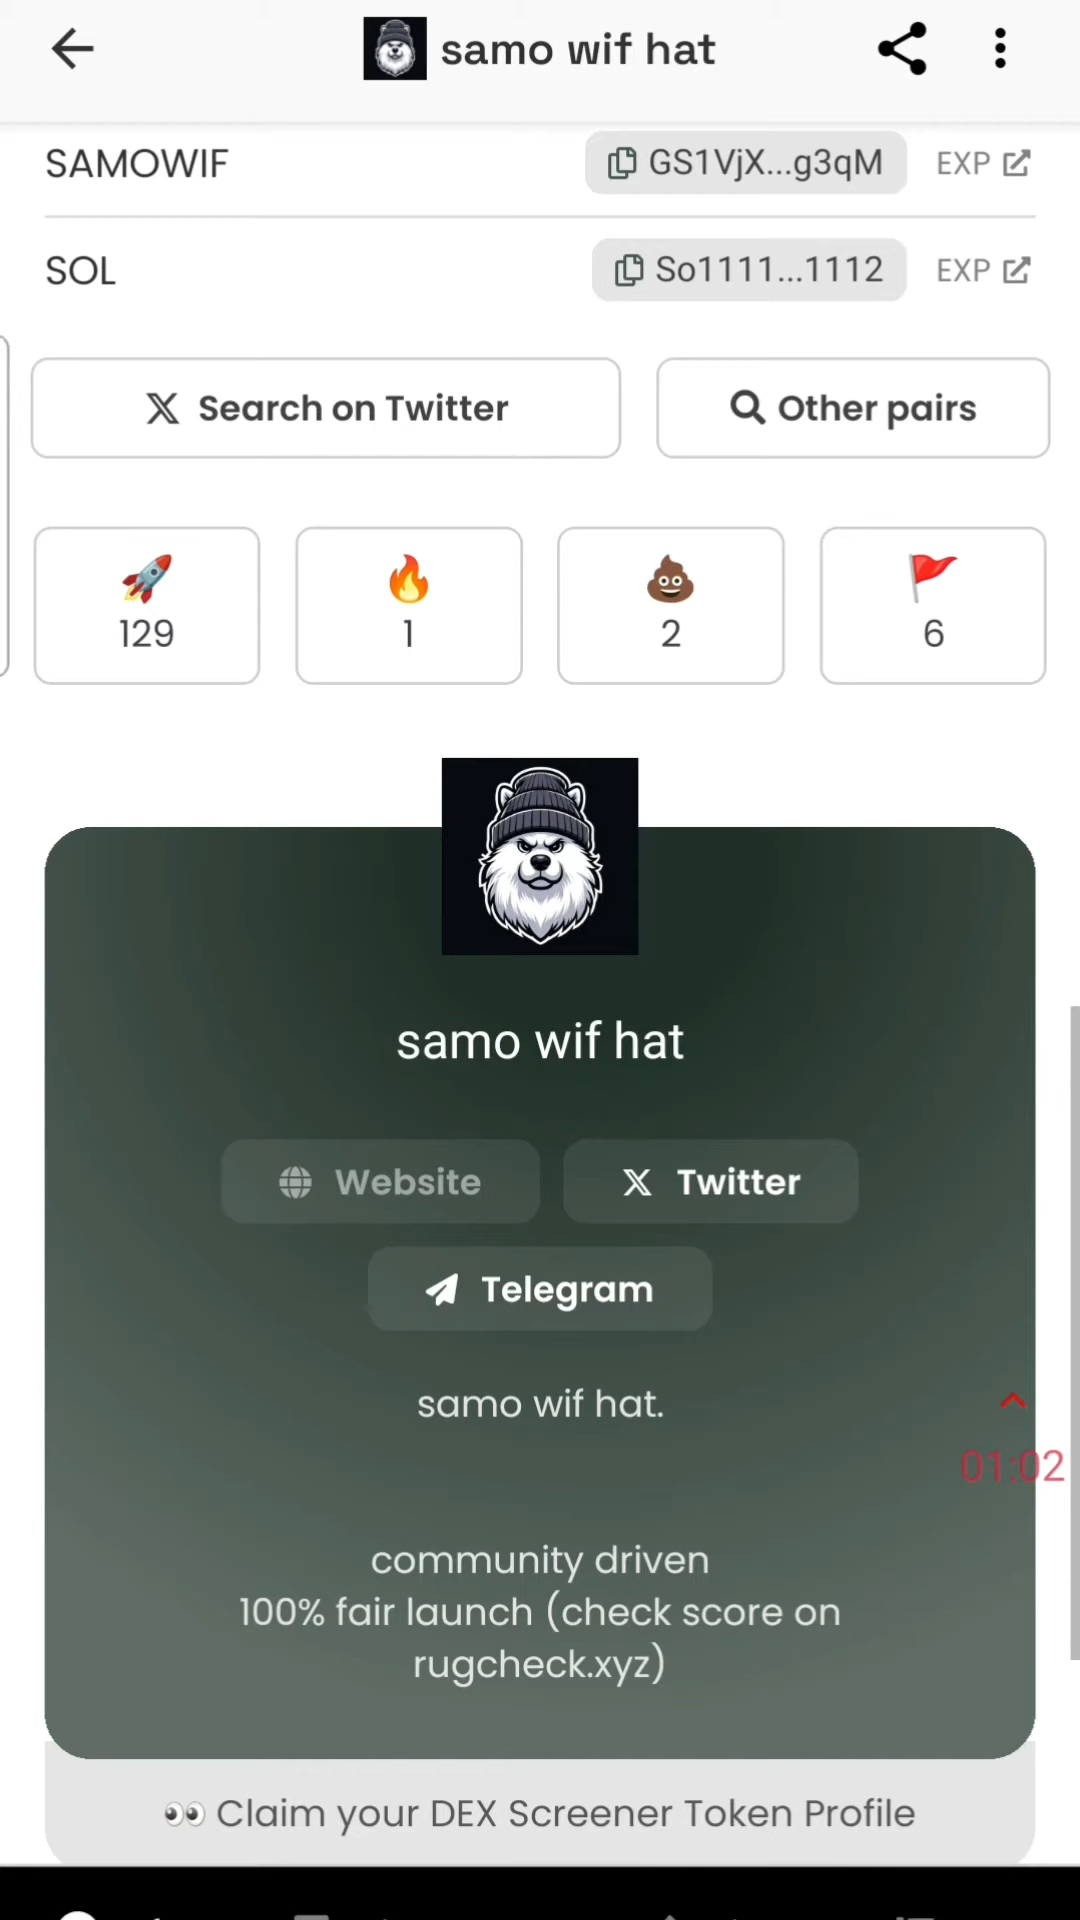 samo wif hat
SAMOWIF GS1VjX...g3qM EXP
SOL So1111...1112 EXP
X Search on Twitter Other pairs
129 1 2 6
samo wif hat
Website X Twitter
Telegram
samo wif hat.
01:02
community driven
100% fair launch (check score on
rugcheck.xyz)
👀 Claim your DEX Screener Token Profile